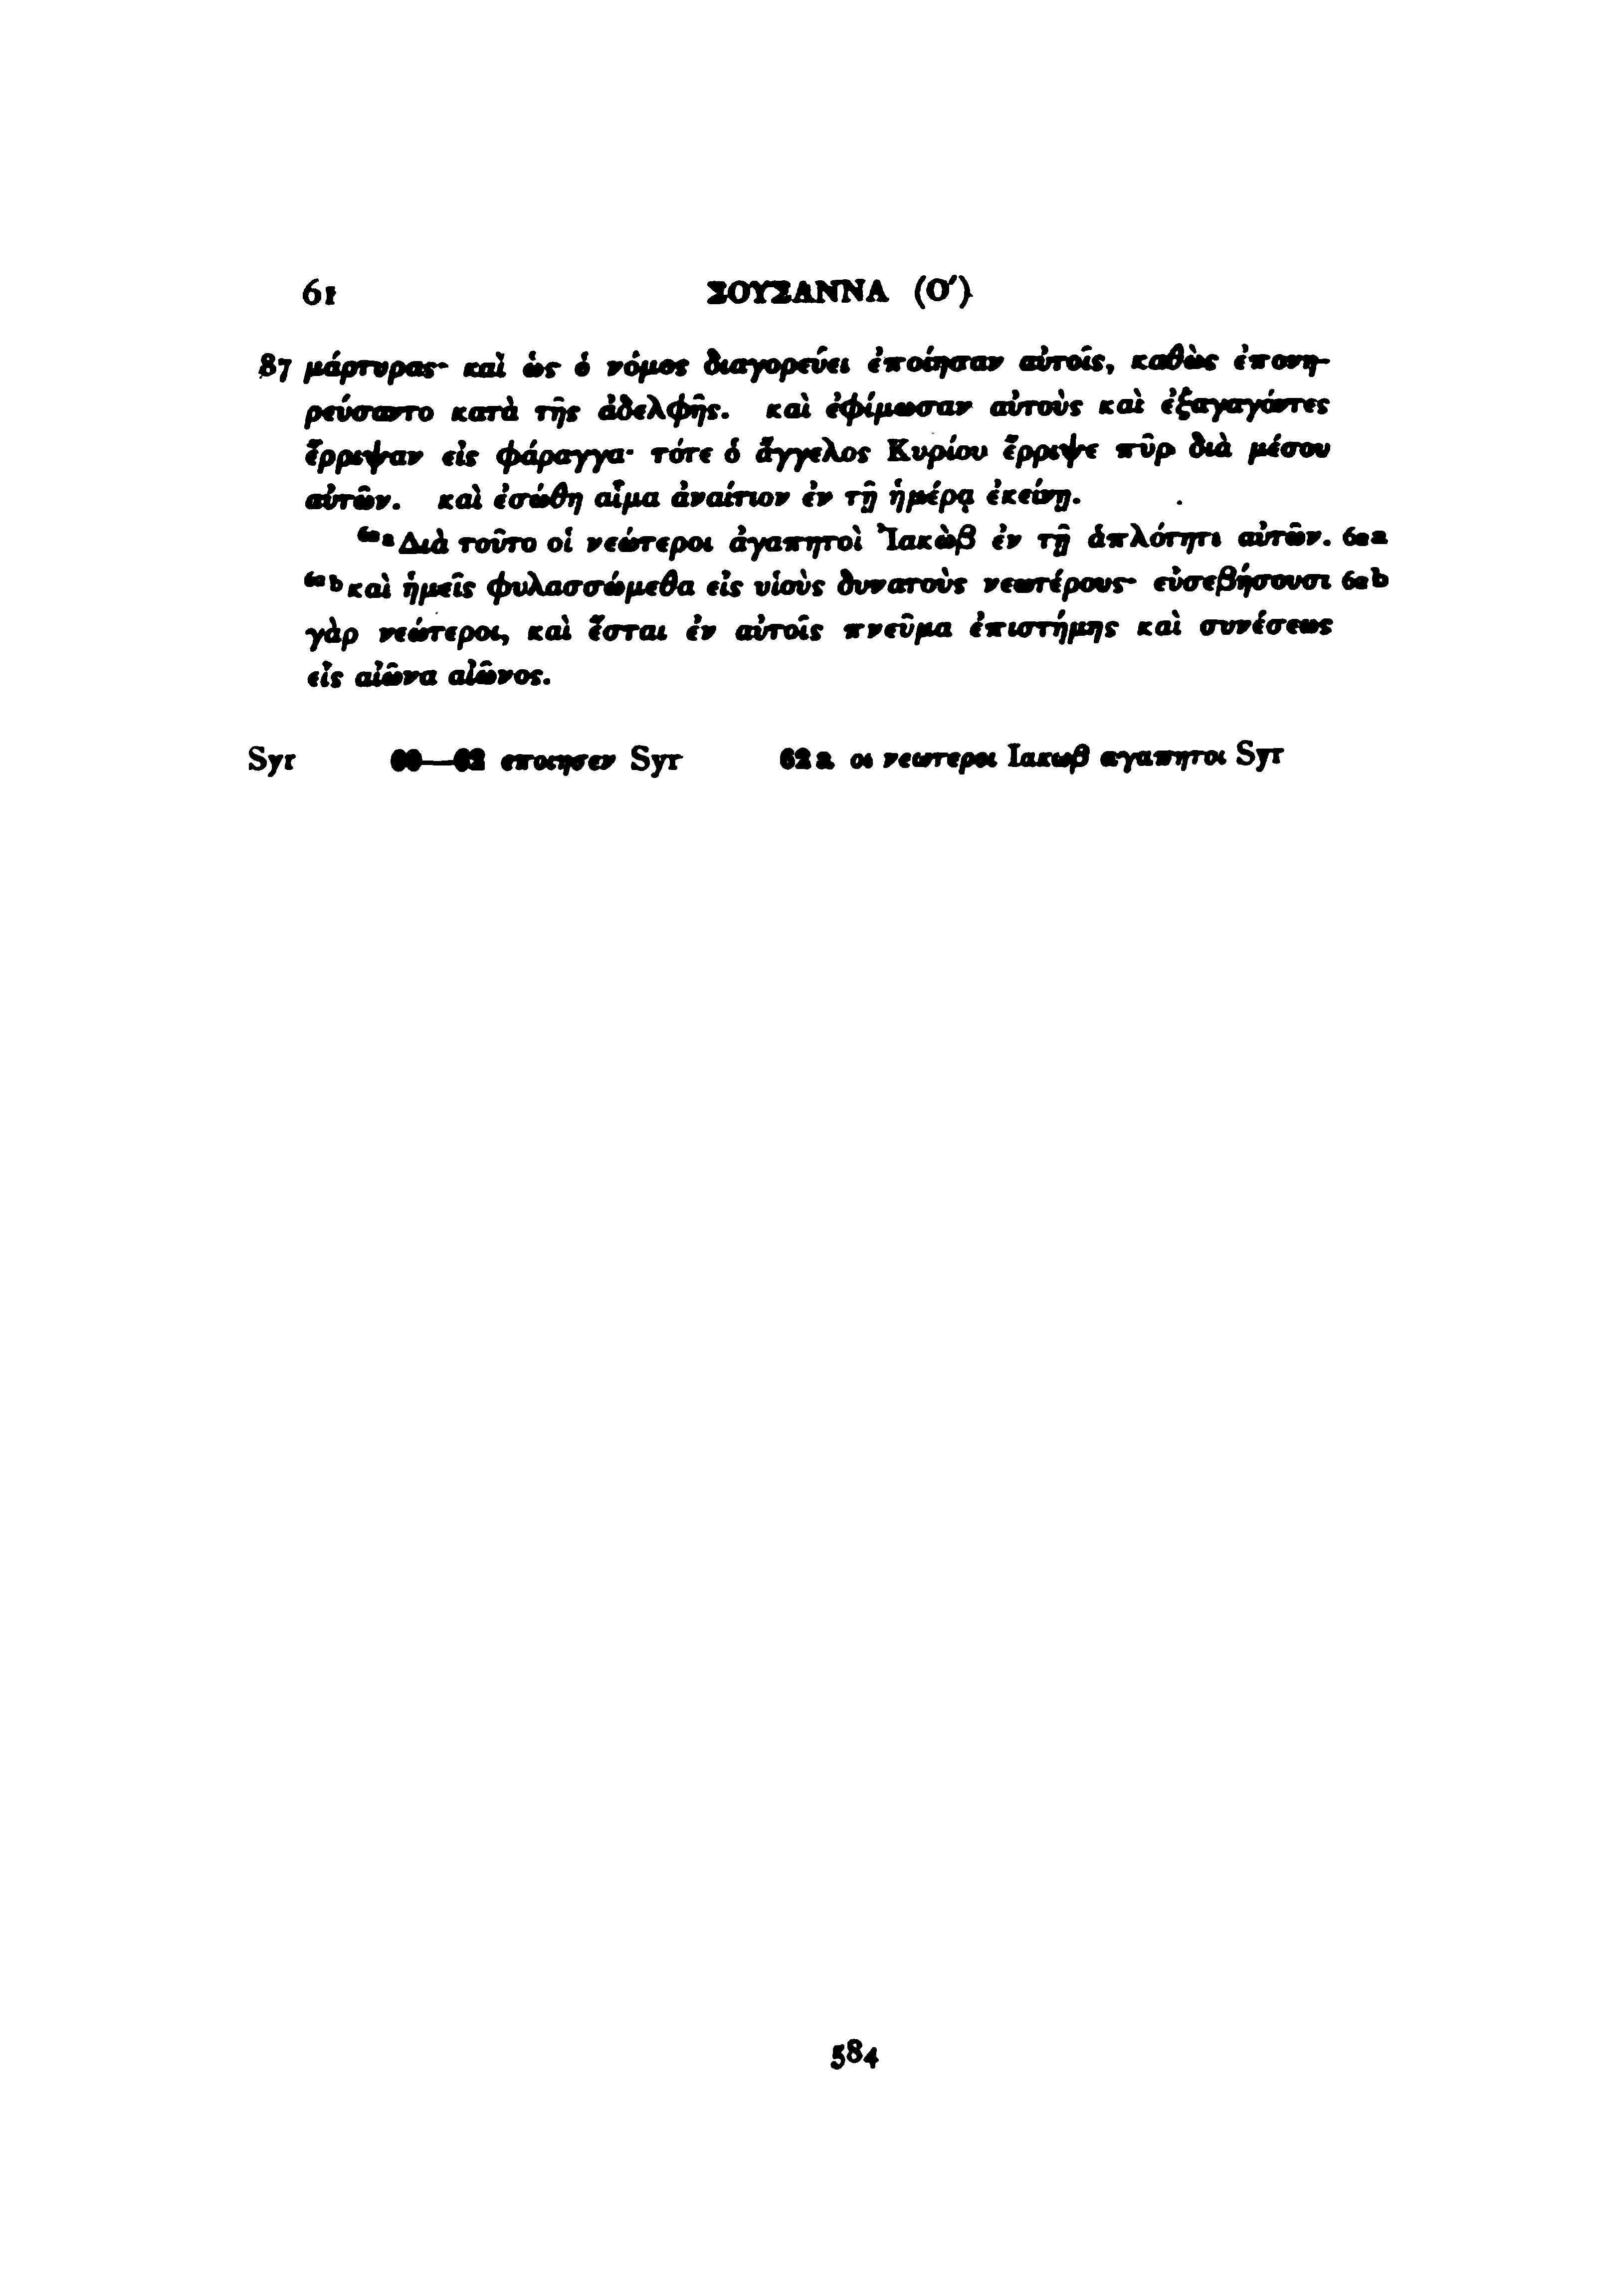 61 ΣΟΥΣΑΝΝΑ (Ο´)
87 μάρτυρας· καὶ ὡς ὁ νόμος διαγορεύει ἐποίησαν αὐτοῖς, καθὼς ἐπονη-
ρεύσαντο κατὰ τῆς ἀδελφῆς. καὶ ἐφίμωσαν αὐτοὺς καὶ ἐξαγαγόντες
ἔρριψαν εἰς φάραγγα· τότε ὁ ἄγγελος Κυρίου ἔρριψε πῦρ διὰ μέσου
αὐτῶν. καὶ ἐσώθη αἷμα ἀναίτιον ἐν τῇ ἡμέρᾳ ἐκείνῃ.
62a Διὰ τοῦτο οἱ νεώτεροι ἀγαπητοὶ Ἰακὼβ ἐν τῇ ἁπλότητι αὐτῶν. 62a
62b καὶ ἡμεῖς φυλασσώμεθα εἰς υἱοὺς δυνατοὺς νεωτέρους· εὐσεβήσουσι 62b
γὰρ νεώτεροι, καὶ ἔσται ἐν αὐτοῖς πνεῦμα ἐπιστήμης καὶ συνέσεως
εἰς αἰῶνα αἰῶνος.
Syr 60—62 εποιησεν Syr 62a οι νεωτεροι Ιακωβ αγαπητοι Syr
584